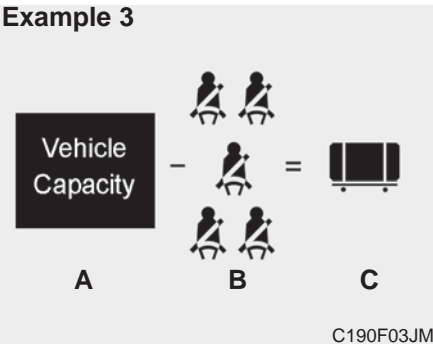 Example 3
Vehicle
Capacity
–
=
A B C
C190F03JM